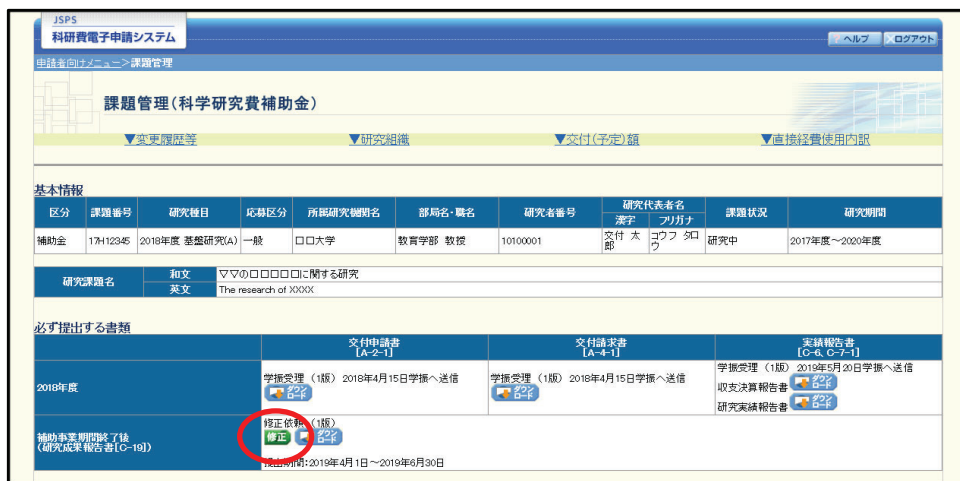 JSPS
科研費電子申請システム
ヘルプ
ログアウト
申請者向けメニュー>課題管理
課題管理(科学研究費補助金)
▼変更履歴等 ▼研究組織 ▼交付(予定)額 ▼直接経費使用内訳
基本情報
区分 課題番号 研究種目 応募区分 所属研究機関名 部局名・職名 研究者番号 研究代表者名 課題状況 研究期間
漢字 フリガナ
補助金 17H12345 2018年度 基盤研究(A) 一般 □□大学 教育学部 教授 10100001 交付 太郎 コウフ タロウ 研究中 2017年度~2020年度
研究課題名 和文 ▽▽の□□□□□に関する研究
英文 The research of XXXX
必ず提出する書類
交付申請書 [A-2-1] 交付請求書 [A-4-1] 実績報告書 [C-6、C-7-1]
2018年度
学振受理 (1版) 2018年4月15日学振へ送信
ダウンロード
学振受理 (1版) 2018年4月15日学振へ送信
ダウンロード
学振受理 (1版) 2019年5月20日学振へ送信
収支決算報告書 ダウンロード
研究実績報告書 ダウンロード
補助事業期間終了後
(研究成果報告書[C-19])
修正依頼 (1版)
修正 ダウンロード
提出期間:2019年4月1日~2019年6月30日